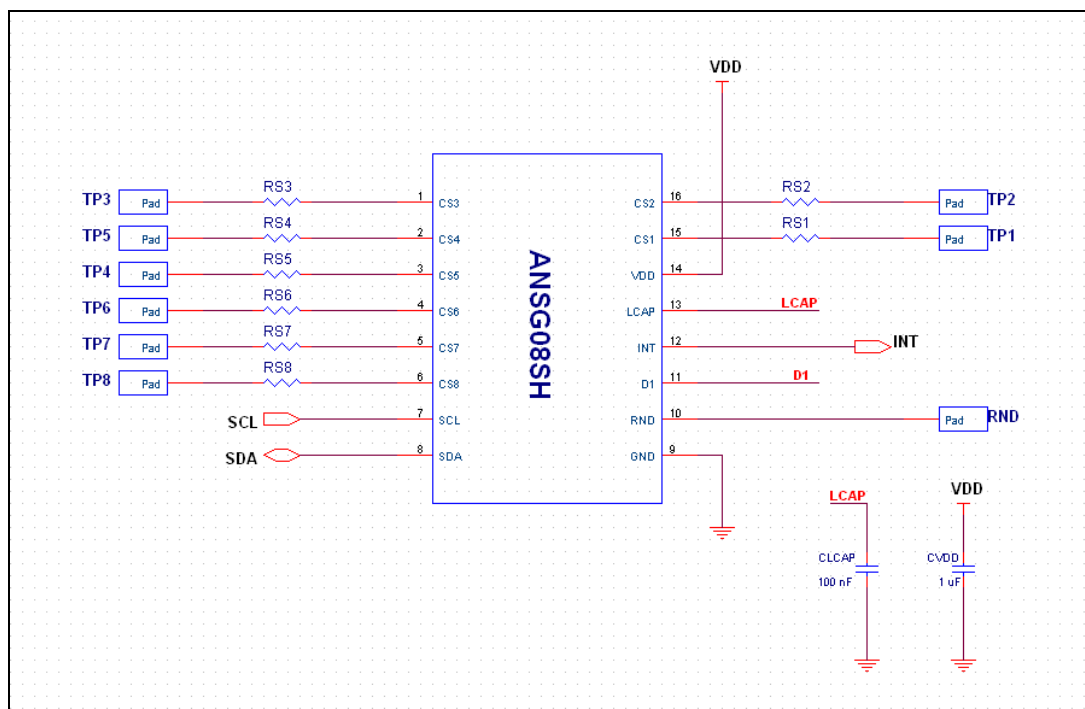 VDD
TP3 Pad RS3 1 CS3
TP5 Pad RS4 2 CS4
TP4 Pad RS5 3 CS5
TP6 Pad RS6 4 CS6
TP7 Pad RS7 5 CS7
TP8 Pad RS8 6 CS8
SCL 7 SCL
SDA 8 SDA
ANSG08SH
CS2 16 RS2 Pad TP2
CS1 15 RS1 Pad TP1
VDD 14
LCAP 13 LCAP
INT 12 INT
D1 11 D1
RND 10 Pad RND
GND 9
LCAP
CLCAP
100 nF
VDD
CVDD
1 uF